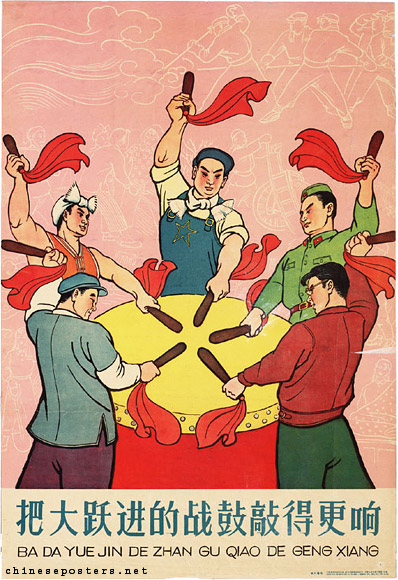 把大跃进的战鼓敲得更响
BA DA YUE JIN DE ZHAN GU QIAO DE GENG XIANG
chineseposters.net